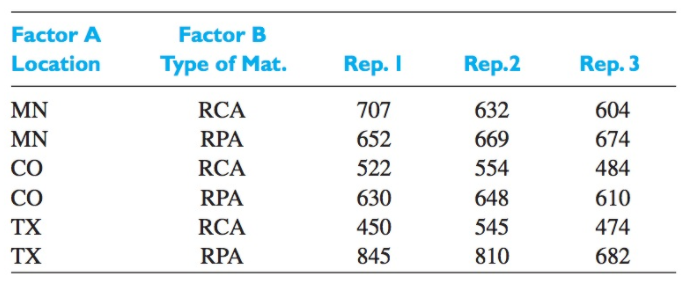 Factor A Factor B
Location Type of Mat. Rep. 1 Rep.2 Rep. 3
MN RCA 707 632 604
MN RPA 652 669 674
CO RCA 522 554 484
CO RPA 630 648 610
TX RCA 450 545 474
TX RPA 845 810 682